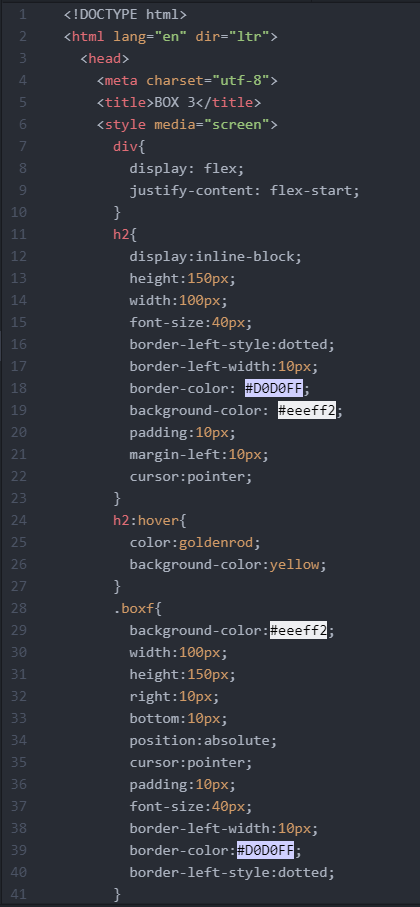 1 <!DOCTYPE html>
2 <html lang="en" dir="ltr">
3 <head>
4 <meta charset="utf-8">
5 <title>BOX 3</title>
6 <style media="screen">
7 div{
8 display: flex;
9 justify-content: flex-start;
10 }
11 h2{
12 display:inline-block;
13 height:150px;
14 width:100px;
15 font-size:40px;
16 border-left-style:dotted;
17 border-left-width:10px;
18 border-color: #D0D0FF;
19 background-color: #eeeff2;
20 padding:10px;
21 margin-left:10px;
22 cursor:pointer;
23 }
24 h2:hover{
25 color:goldenrod;
26 background-color:yellow;
27 }
28 .boxf{
29 background-color:#eeeff2;
30 width:100px;
31 height:150px;
32 right:10px;
33 bottom:10px;
34 position:absolute;
35 cursor:pointer;
36 padding:10px;
37 font-size:40px;
38 border-left-width:10px;
39 border-color:#D0D0FF;
40 border-left-style:dotted;
41 }